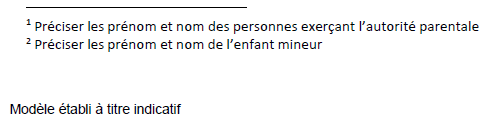 ¹ Préciser les prénom et nom des personnes exerçant l’autorité parentale
² Préciser les prénom et nom de l’enfant mineur
Modèle établi à titre indicatif